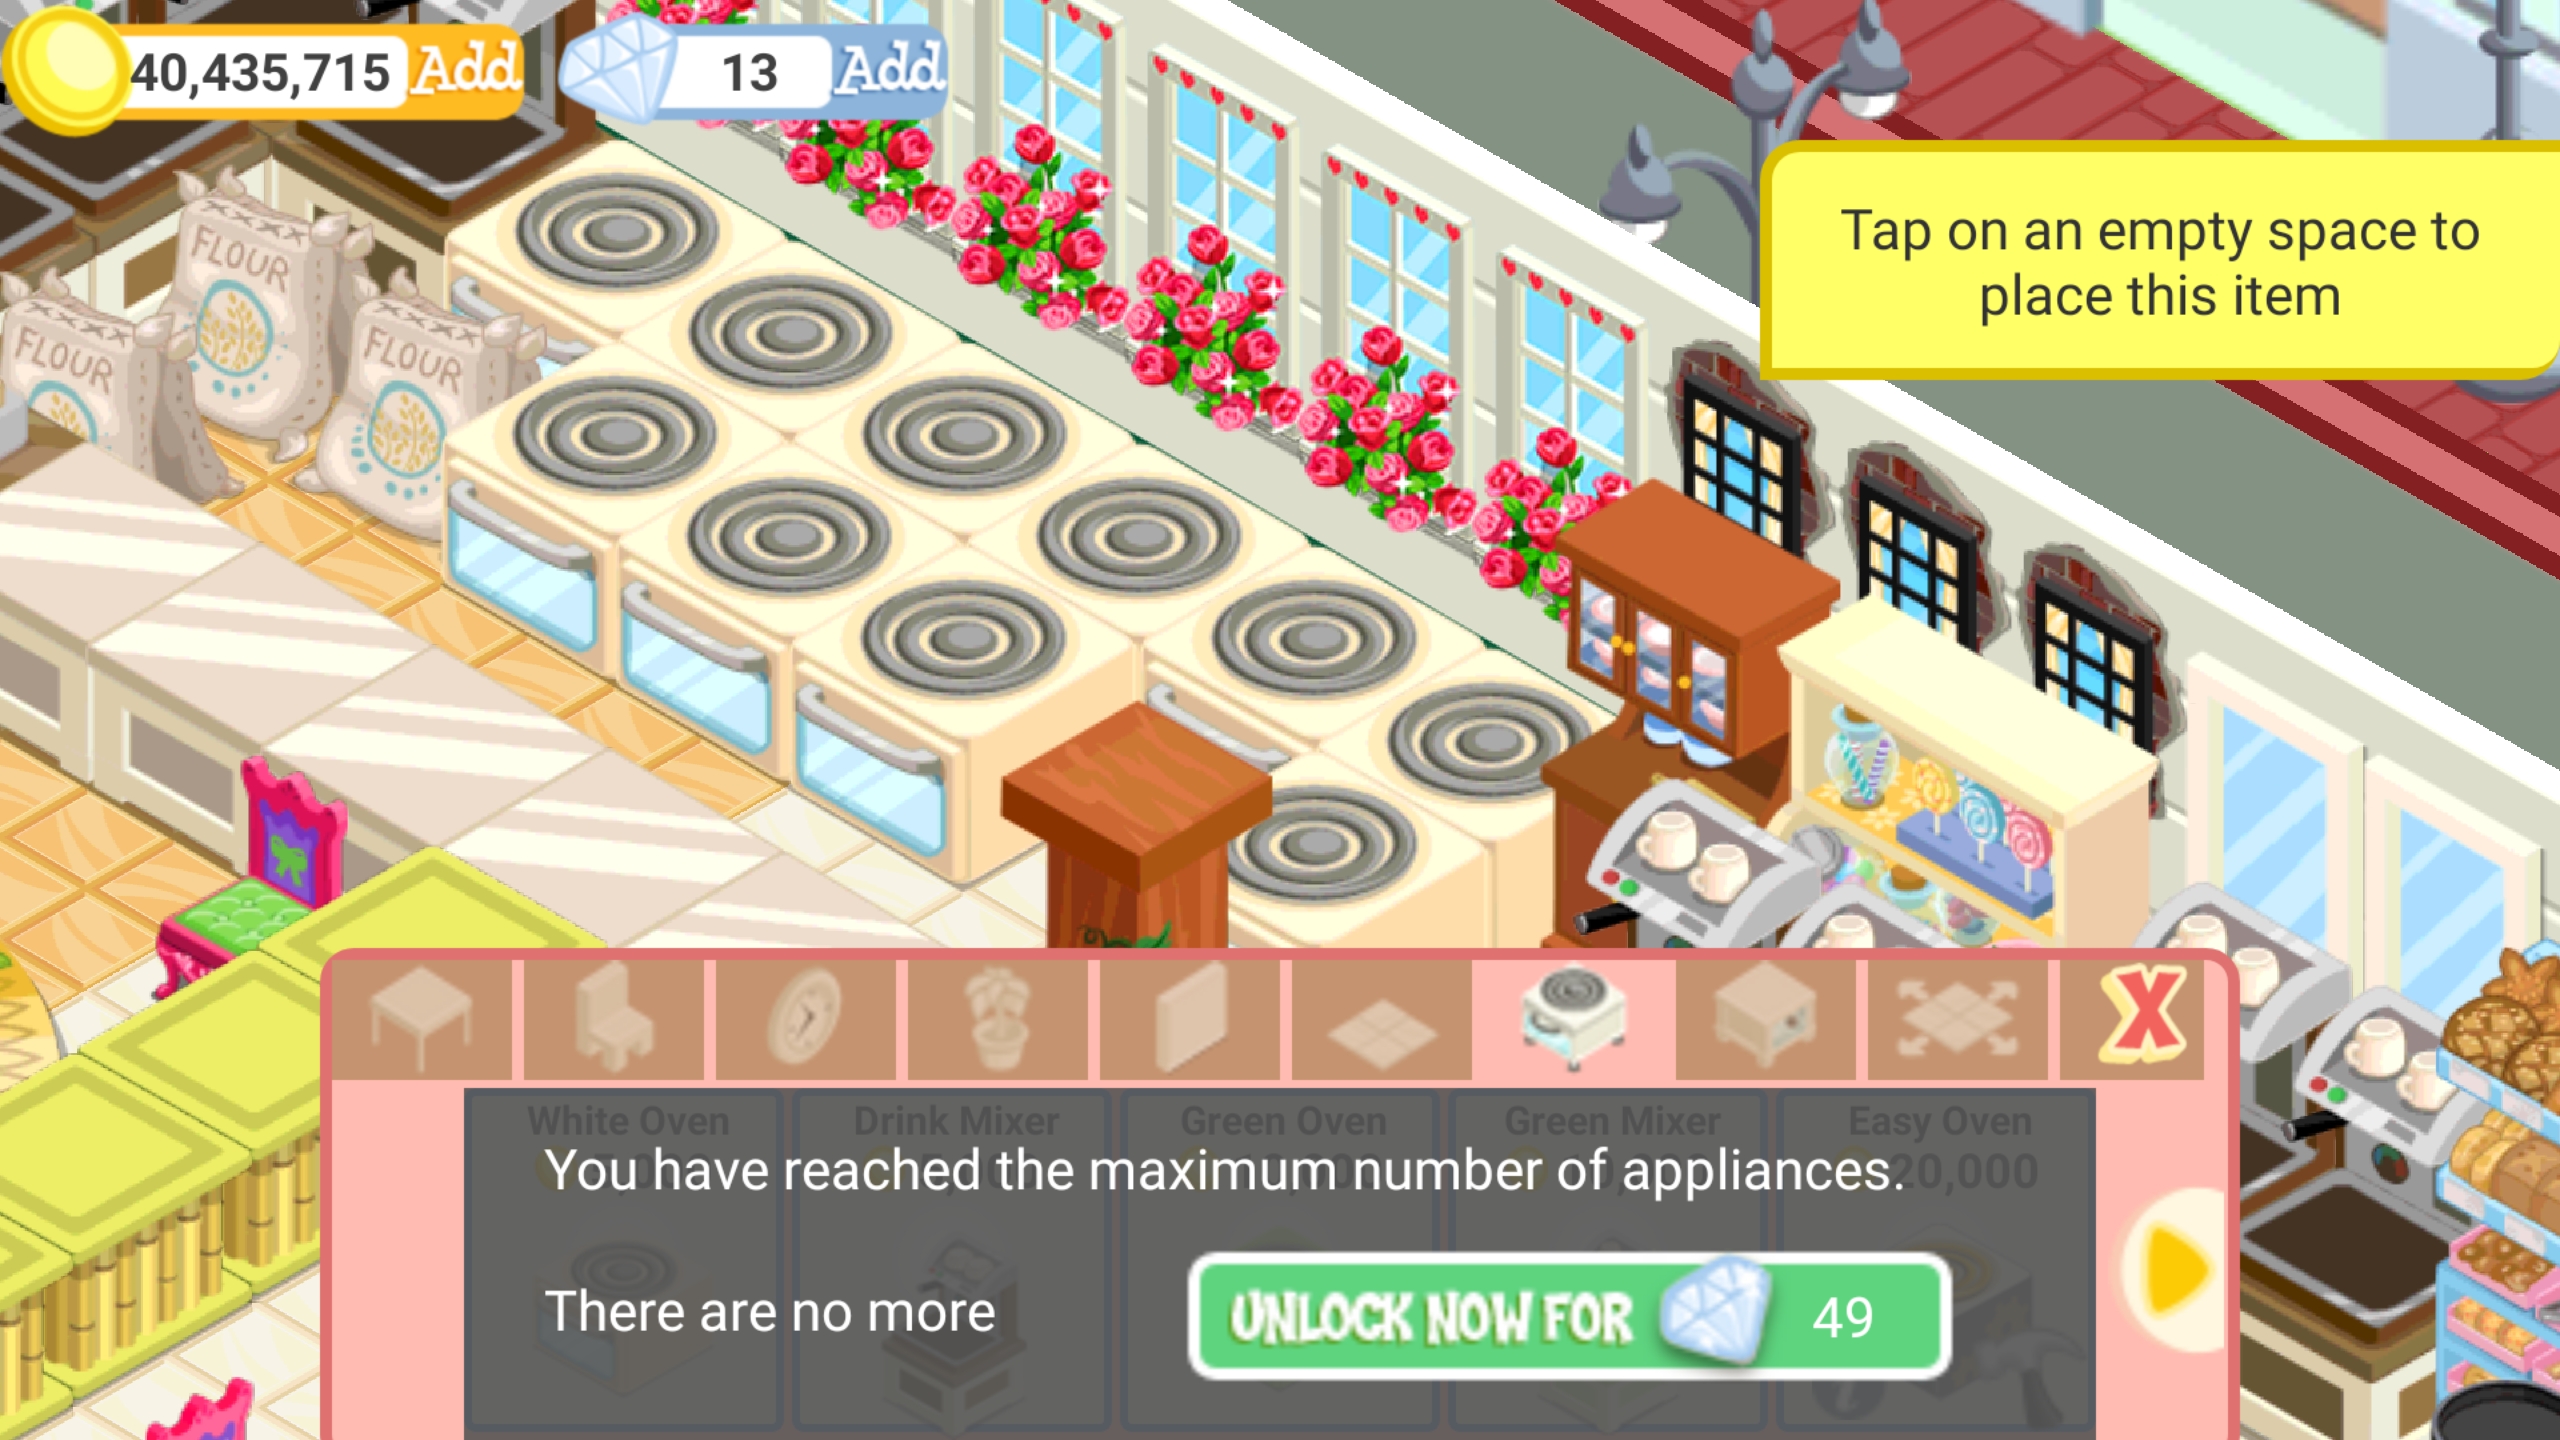 40,435,715 Add 13 Add
Tap on an empty space to
place this item
FLOUR
FLOUR
FLOUR
X
White Oven Drink Mixer Green Oven Green Mixer Easy Oven
20,000
You have reached the maximum number of appliances.
There are no more
UNLOCK NOW FOR 49